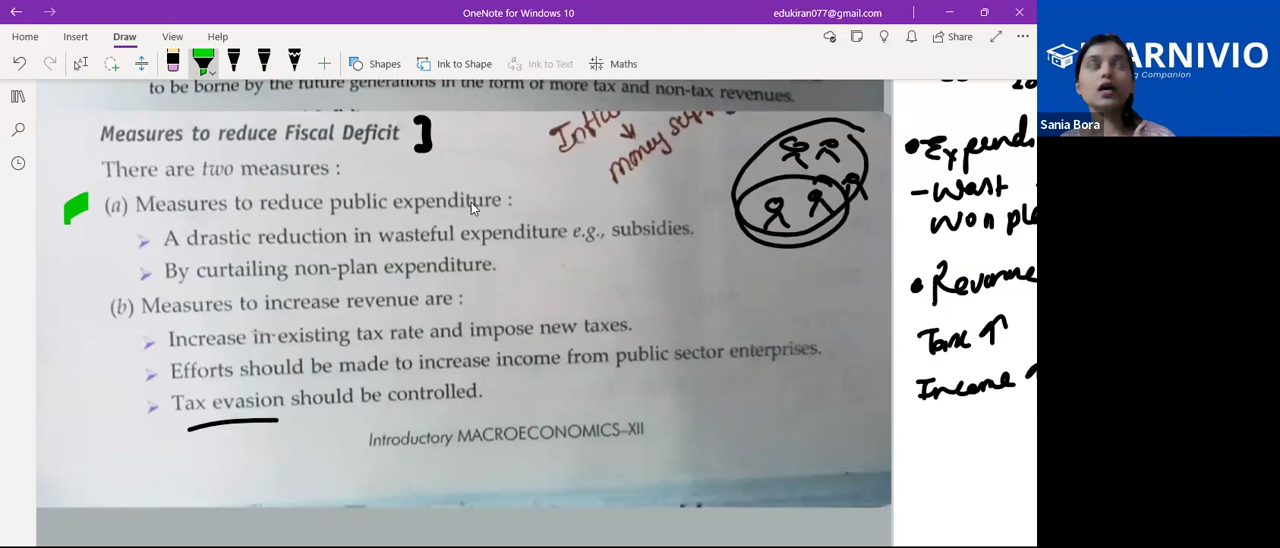 OneNote for Windows 10
edukiran077@gmail.com
Home Insert Draw View Help
Share
Shapes Ink to Shape Ink to Text Maths
to be borne by the future generations in the form of more tax and non-tax revenues.
Measures to reduce Fiscal Deficit
There are two measures :
(a) Measures to reduce public expenditure :
➢ A drastic reduction in wasteful expenditure e.g., subsidies.
➢ By curtailing non-plan expenditure.
(b) Measures to increase revenue are :
➢ Increase in existing tax rate and impose new taxes.
➢ Efforts should be made to increase income from public sector enterprises.
➢ Tax evasion should be controlled.
Introductory MACROECONOMICS–XII
money
Tax ↑
Income
Sania Bora
ARNIVIO
Companion